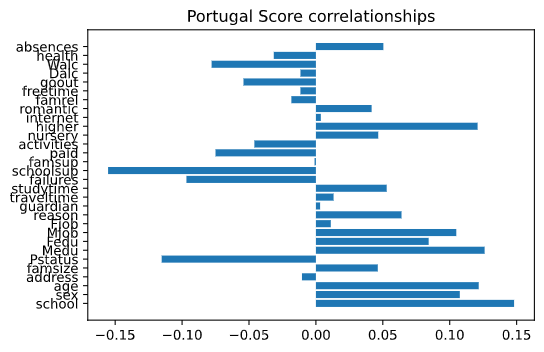 Portugal Score correlationships
absences
health
Walc
Dalc
goout
freetime
famrel
romantic
internet
higher
nursery
activities
paid
famsup
schoolsup
failures
studytime
traveltime
guardian
reason
Fjob
Mjob
Fedu
Medu
Pstatus
famsize
address
age
sex
school
−0.15 −0.10 −0.05 0.00 0.05 0.10 0.15